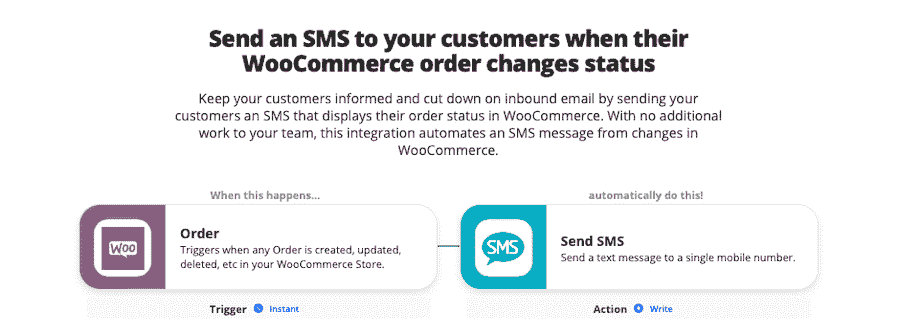 Send an SMS to your customers when their
WooCommerce order changes status
Keep your customers informed and cut down on inbound email by sending your
customers an SMS that displays their order status in WooCommerce. With no additional
work to your team, this integration automates an SMS message from changes in
WooCommerce.
When this happens...
automatically do this!
Woo
Order
Triggers when any Order is created, updated,
deleted, etc in your WooCommerce Store.
SMS
Send SMS
Send a text message to a single mobile number.
Trigger Instant
Action Write